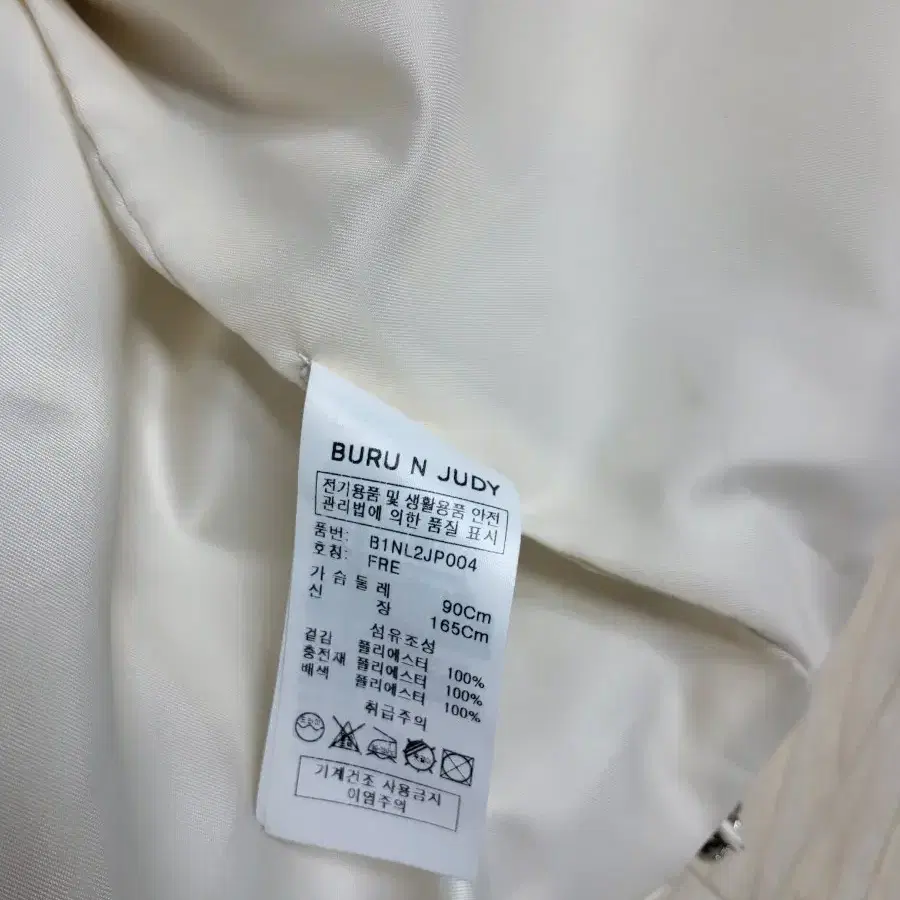 BURU N JUDY
전기용품 및 생활용품 안전
관리법에 의한 품질 표시
품번: B1NL2JP004
호칭: FRE
가슴둘레 90Cm
신장 165Cm
섬유조성
겉감 폴리에스터 100%
충전재 폴리에스터 100%
배색 폴리에스터 100%
취급주의
기계건조 사용금지
이염주의